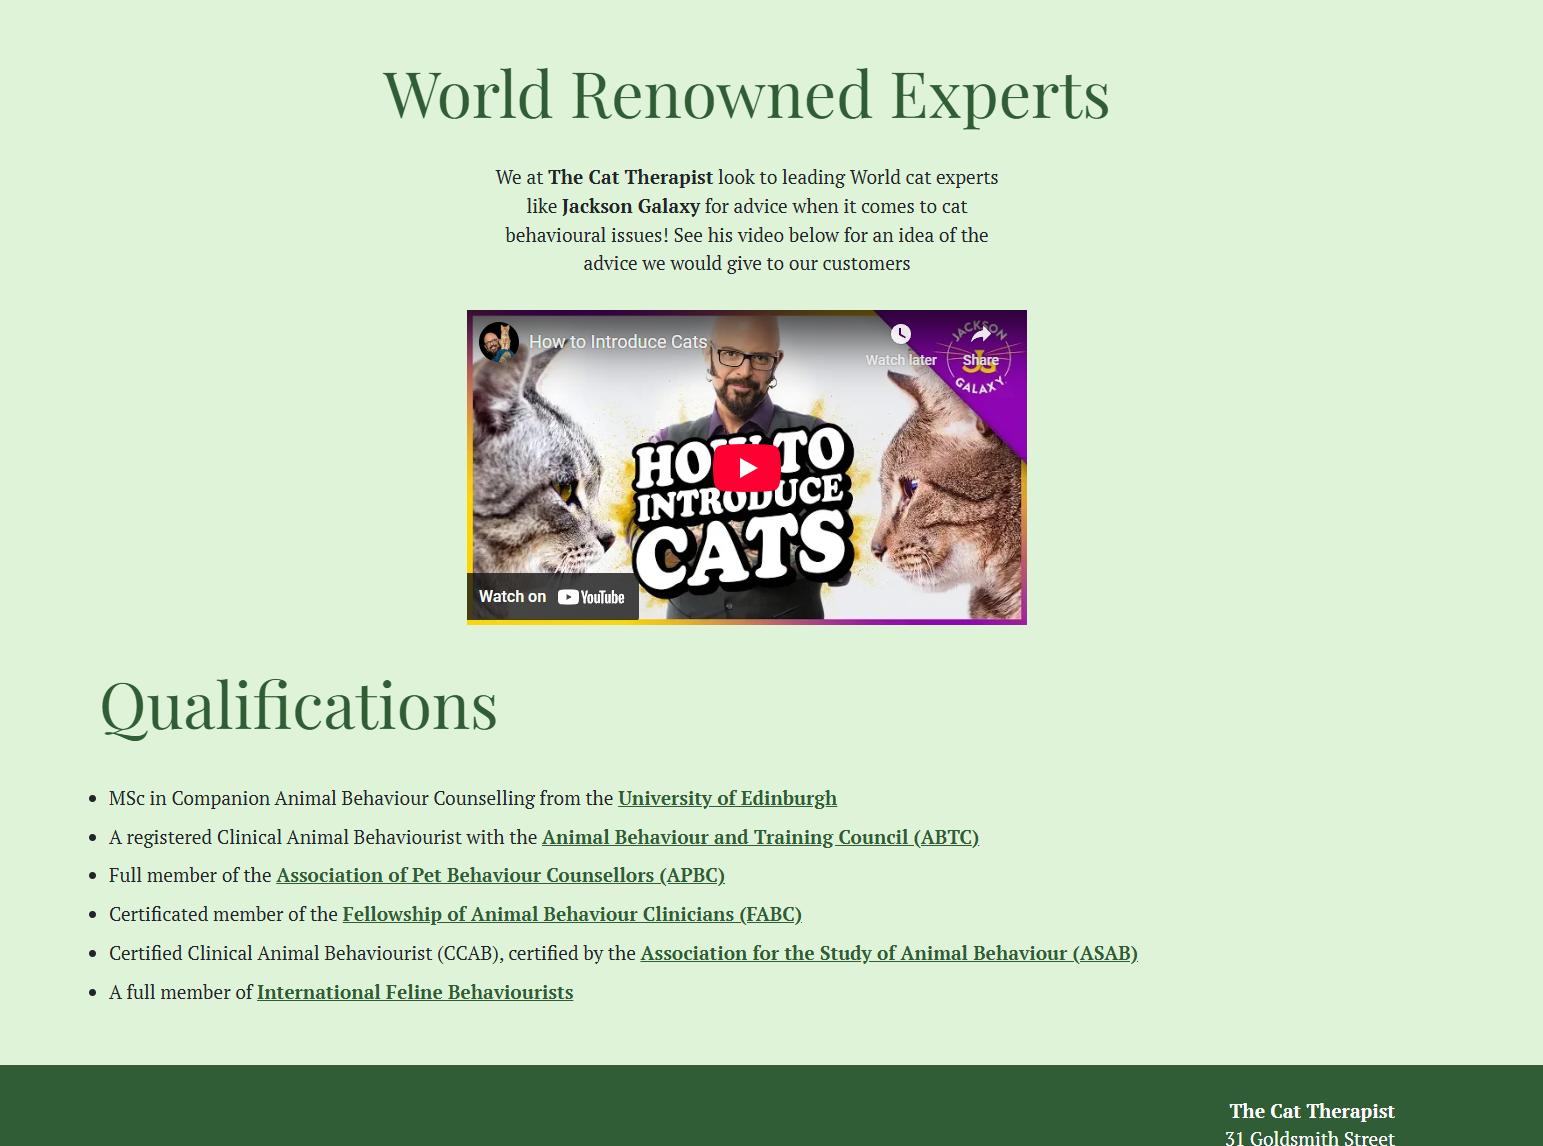 World Renowned Experts
We at The Cat Therapist look to leading World cat experts
like Jackson Galaxy for advice when it comes to cat
behavioural issues! See his video below for an idea of the
advice we would give to our customers
How to Introduce Cats
Watch later
Share
JACKSON
GALAXY
HOW TO
INTRODUCE
CATS
Watch on YouTube
Qualifications
MSc in Companion Animal Behaviour Counselling from the University of Edinburgh
A registered Clinical Animal Behaviourist with the Animal Behaviour and Training Council (ABTC)
Full member of the Association of Pet Behaviour Counsellors (APBC)
Certificated member of the Fellowship of Animal Behaviour Clinicians (FABC)
Certified Clinical Animal Behaviourist (CCAB), certified by the Association for the Study of Animal Behaviour (ASAB)
A full member of International Feline Behaviourists
The Cat Therapist
31 Goldsmith Street